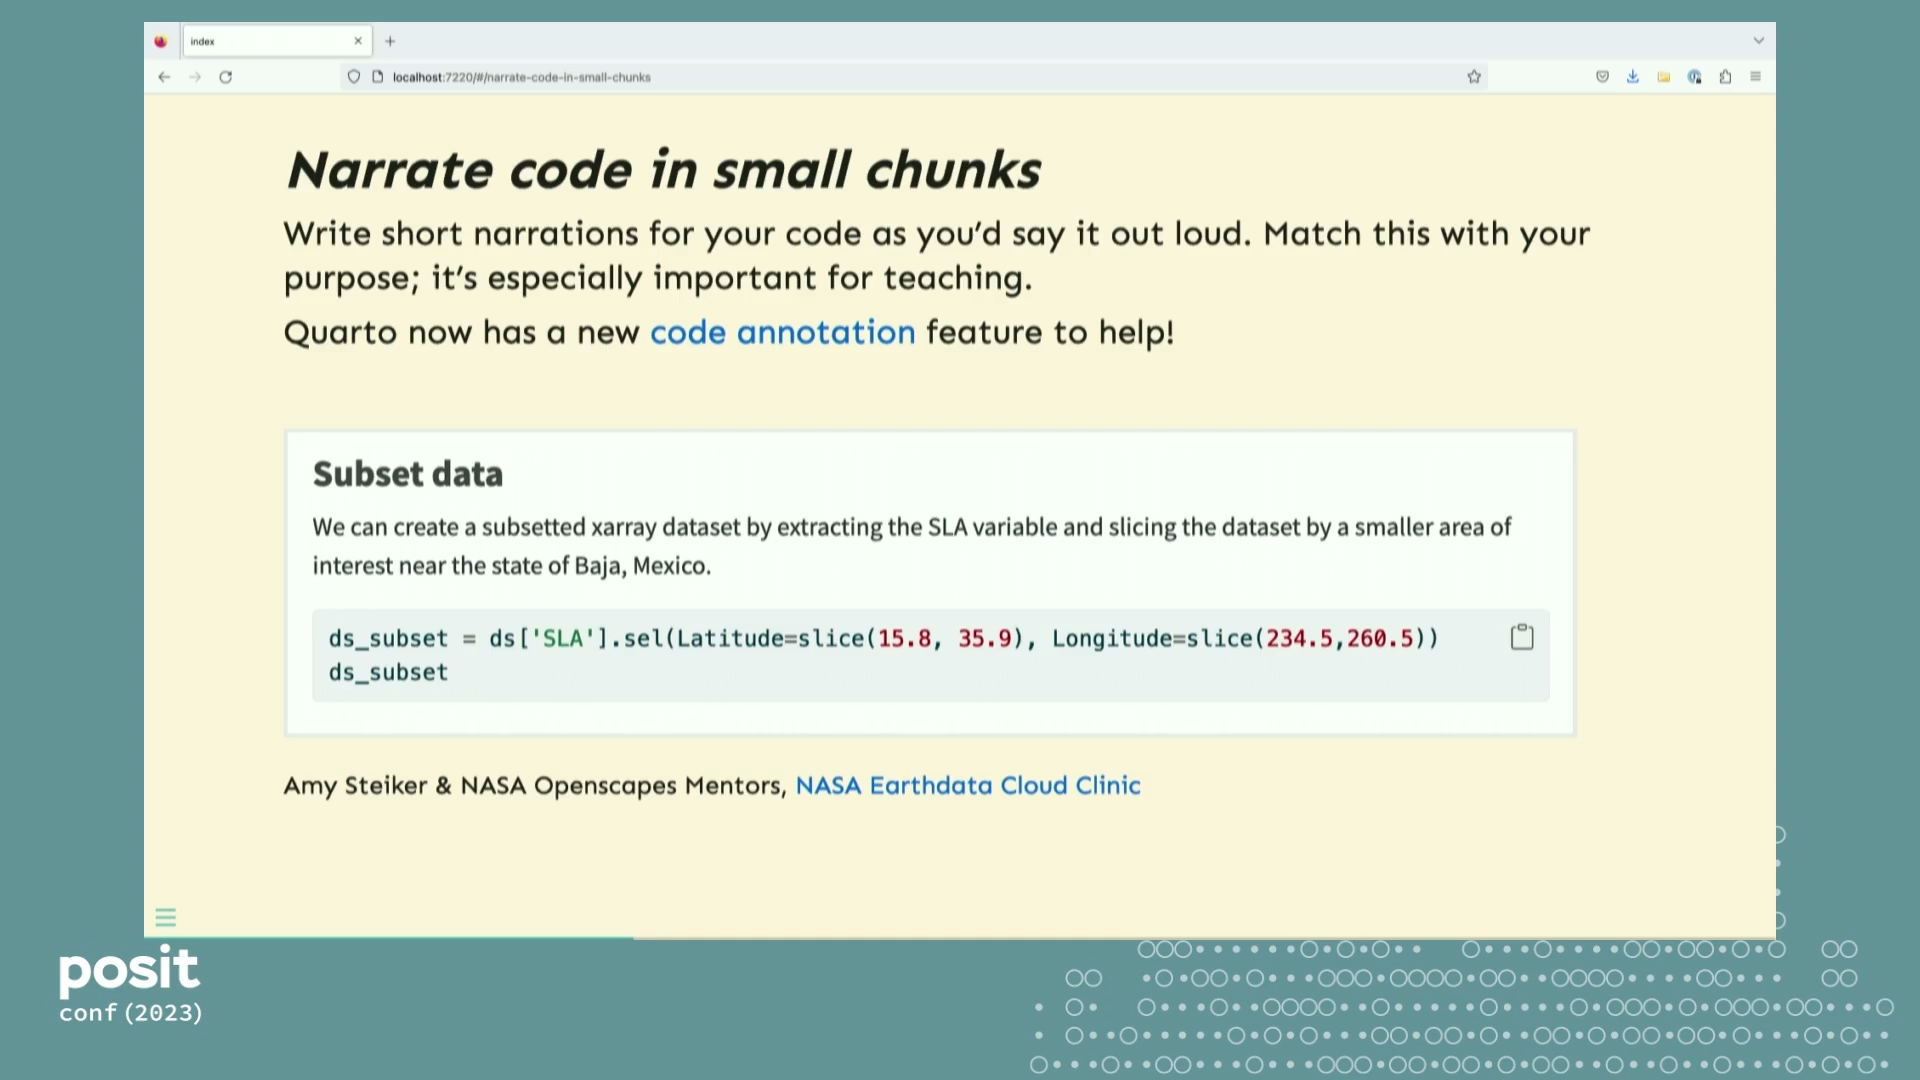 index
localhost:7220/#/narrate-code-in-small-chunks
Narrate code in small chunks
Write short narrations for your code as you’d say it out loud. Match this with your
purpose; it’s especially important for teaching.
Quarto now has a new code annotation feature to help!
Subset data
We can create a subsetted xarray dataset by extracting the SLA variable and slicing the dataset by a smaller area of
interest near the state of Baja, Mexico.
ds_subset = ds['SLA'].sel(Latitude=slice(15.8, 35.9), Longitude=slice(234.5,260.5))
ds_subset
Amy Steiker & NASA Openscapes Mentors, NASA Earthdata Cloud Clinic
posit
conf(2023)